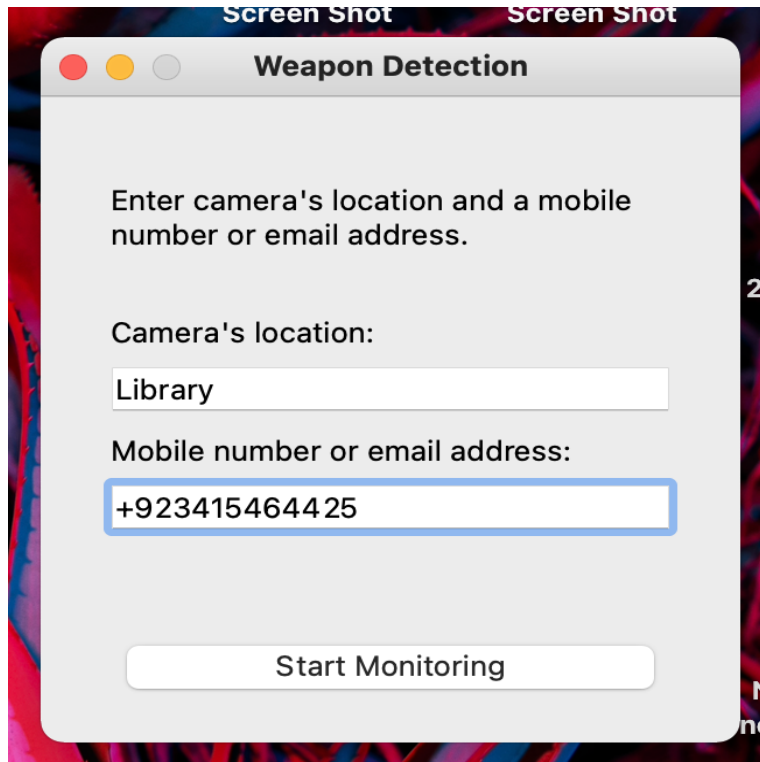 Screen Shot Screen Shot
Weapon Detection
Enter camera's location and a mobile
number or email address.
Camera's location:
Library
Mobile number or email address:
+923415464425
Start Monitoring